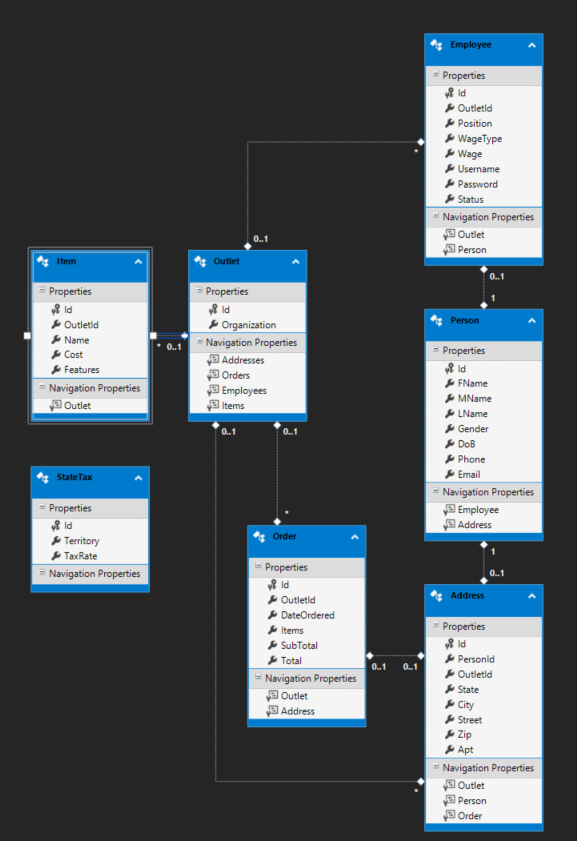 Employee
Properties
Id
OutletId
Position
WageType
Wage
Username
Password
Status
Navigation Properties
Outlet
Person
*
0..1
0..1
1
Item
Properties
Id
OutletId
Name
Cost
Features
Navigation Properties
Outlet
* 0..1
Outlet
Properties
Id
Organization
Navigation Properties
Addresses
Orders
Employees
Items
0..1
0..1
Person
Properties
Id
FName
MName
LName
Gender
DoB
Phone
Email
Navigation Properties
Employee
Address
1
0..1
StateTax
Properties
Id
Territory
TaxRate
Navigation Properties
*
Order
Properties
Id
OutletId
DateOrdered
Items
SubTotal
Total
Navigation Properties
Outlet
Address
0..1 0..1
Address
Properties
Id
PersonId
OutletId
State
City
Street
Zip
Apt
Navigation Properties
Outlet
Person
Order
*